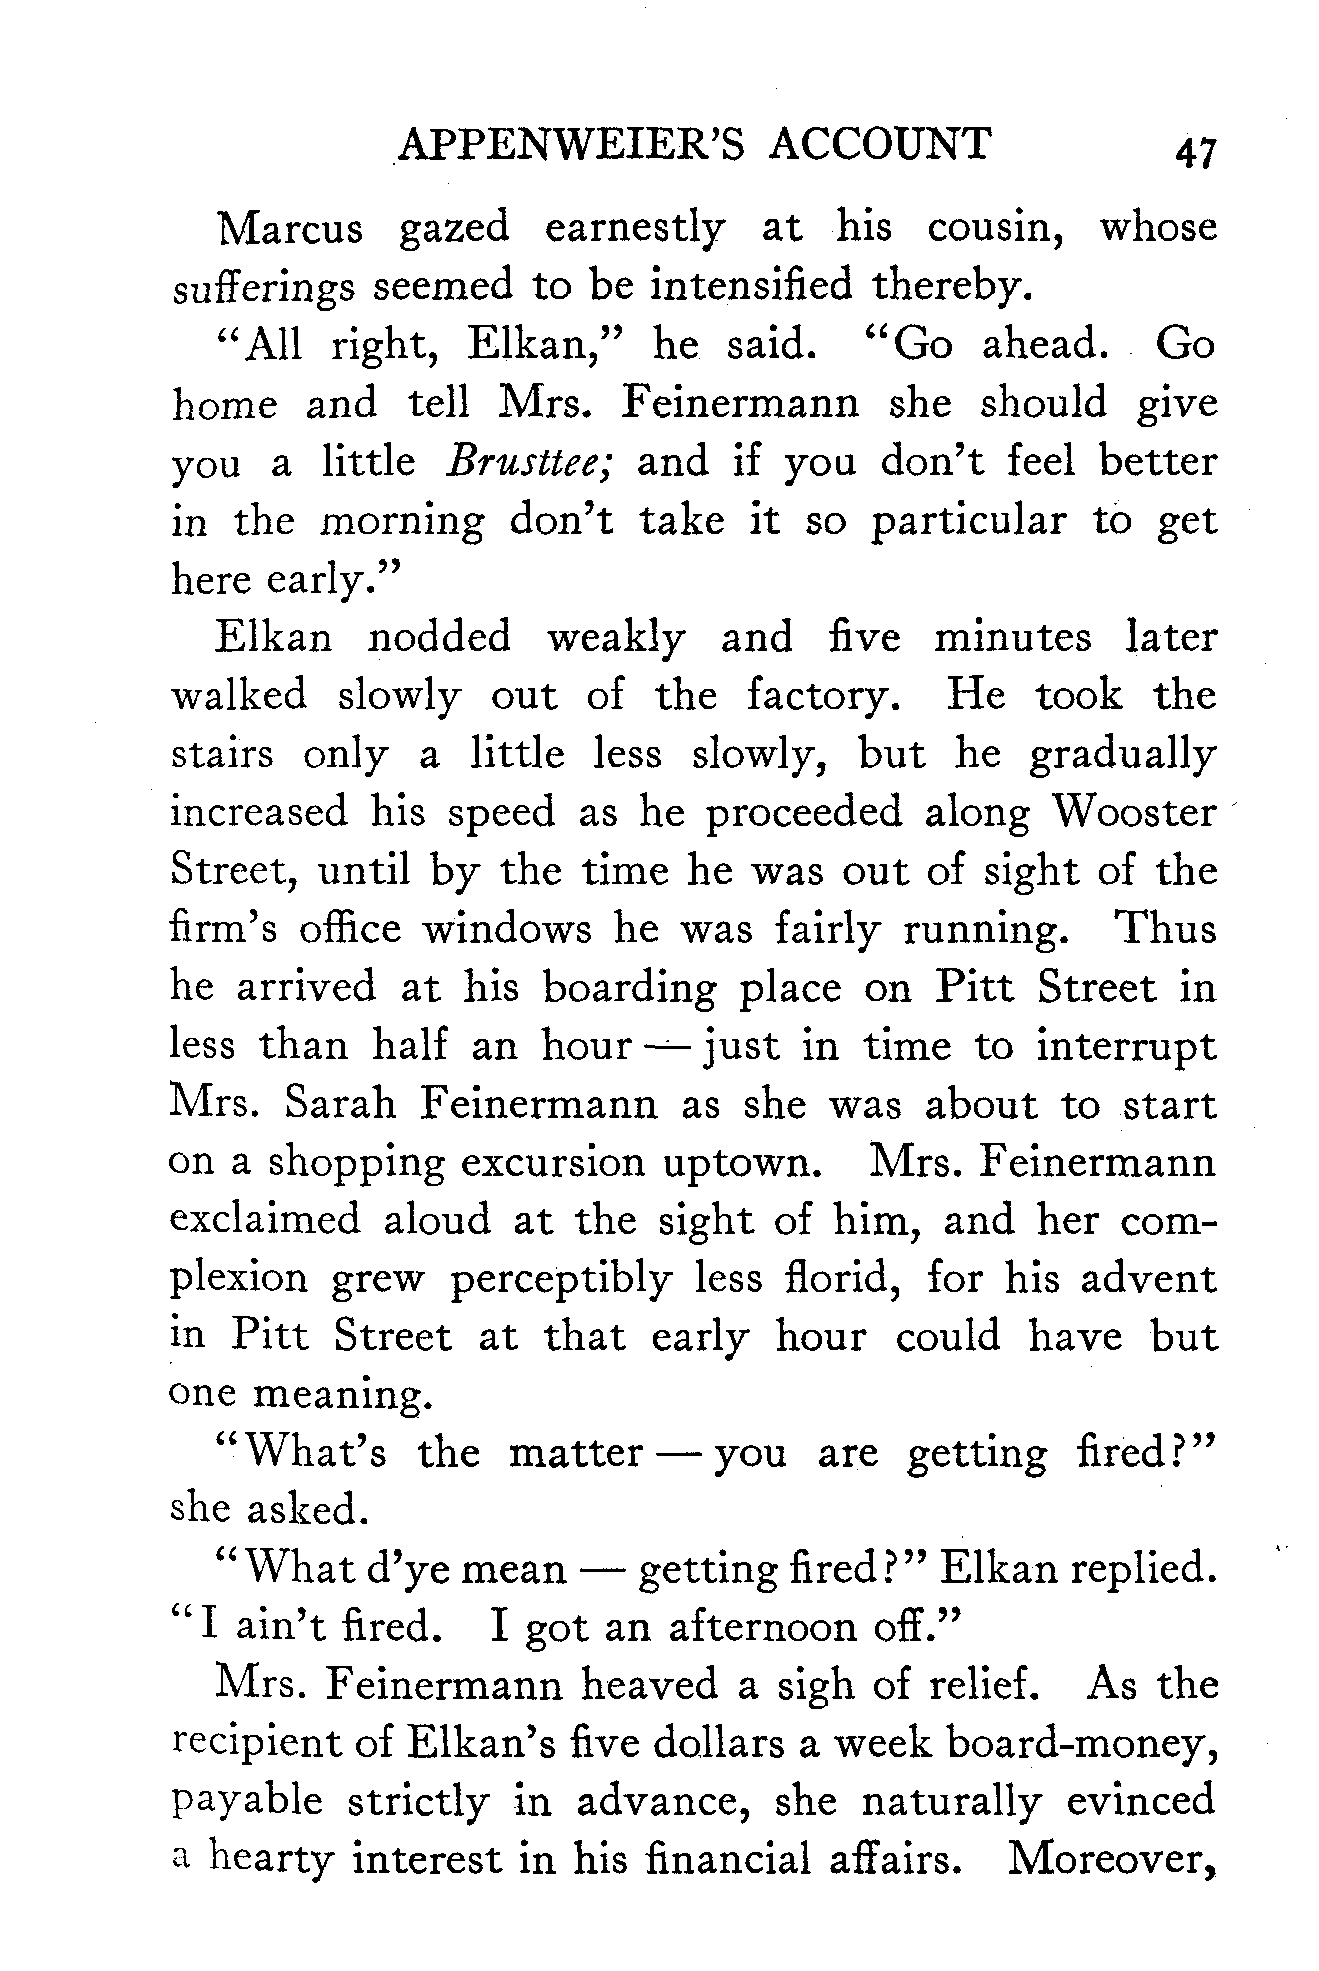 APPENWEIER'S ACCOUNT 47
Marcus gazed earnestly at his cousin, whose
sufferings seemed to be intensified thereby.
"All right, Elkan," he said. "Go ahead. Go
home and tell Mrs. Feinermann she should give
you a little Brusttee; and if you don't feel better
in the morning don't take it so particular to get
here early."
Elkan nodded weakly and five minutes later
walked slowly out of the factory. He took the
stairs only a little less slowly, but he gradually
increased his speed as he proceeded along Wooster
Street, until by the time he was out of sight of the
firm's office windows he was fairly running. Thus
he arrived at his boarding place on Pitt Street in
less than half an hour — just in time to interrupt
Mrs. Sarah Feinermann as she was about to start
on a shopping excursion uptown. Mrs. Feinermann
exclaimed aloud at the sight of him, and her com-
plexion grew perceptibly less florid, for his advent
in Pitt Street at that early hour could have but
one meaning.
"What's the matter — you are getting fired?"
she asked.
"What d'ye mean — getting fired?" Elkan replied.
"I ain't fired. I got an afternoon off."
Mrs. Feinermann heaved a sigh of relief. As the
recipient of Elkan's five dollars a week board-money,
payable strictly in advance, she naturally evinced
a hearty interest in his financial affairs. Moreover,